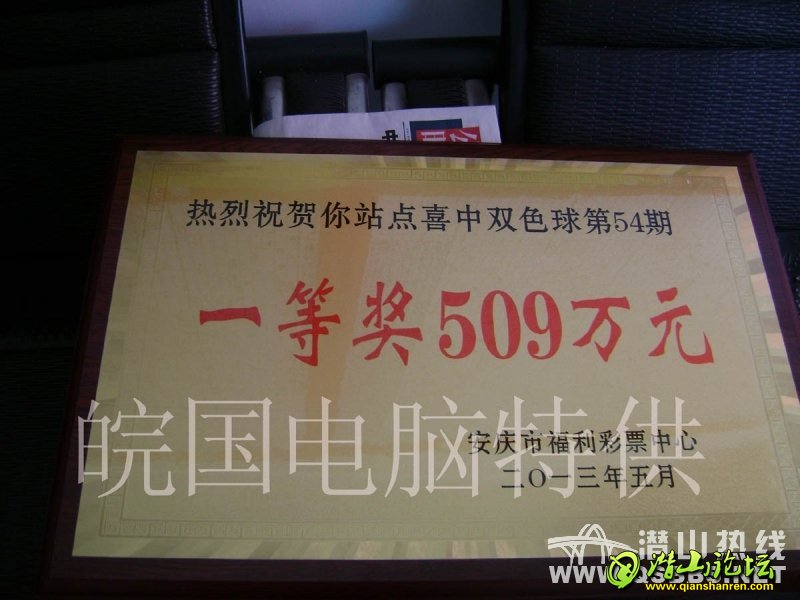 热烈祝贺你站点喜中双色球第54期
一等奖509万元
安庆市福利彩票中心
二〇一三年五月
皖国电脑特供
潜山热线
潜山论坛
www.qianshanren.com